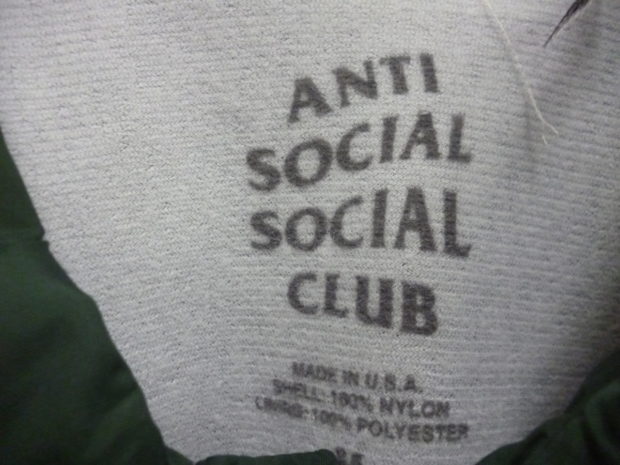 ANTI
SOCIAL
SOCIAL
CLUB
MADE IN U.S.A.
SHELL: 100% NYLON
LINING: 100% POLYESTER